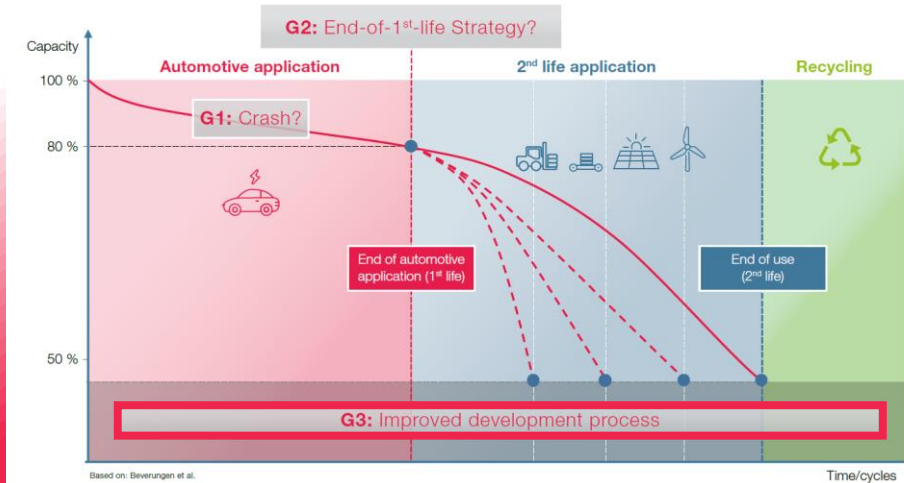 G2: End-of-1st-life Strategy?
Capacity
Automotive application
2nd life application
Recycling
100 %
G1: Crash?
80 %
End of automotive
application (1st life)
End of use
(2nd life)
50 %
G3: Improved development process
Based on: Beverungen et al.
Time/cycles